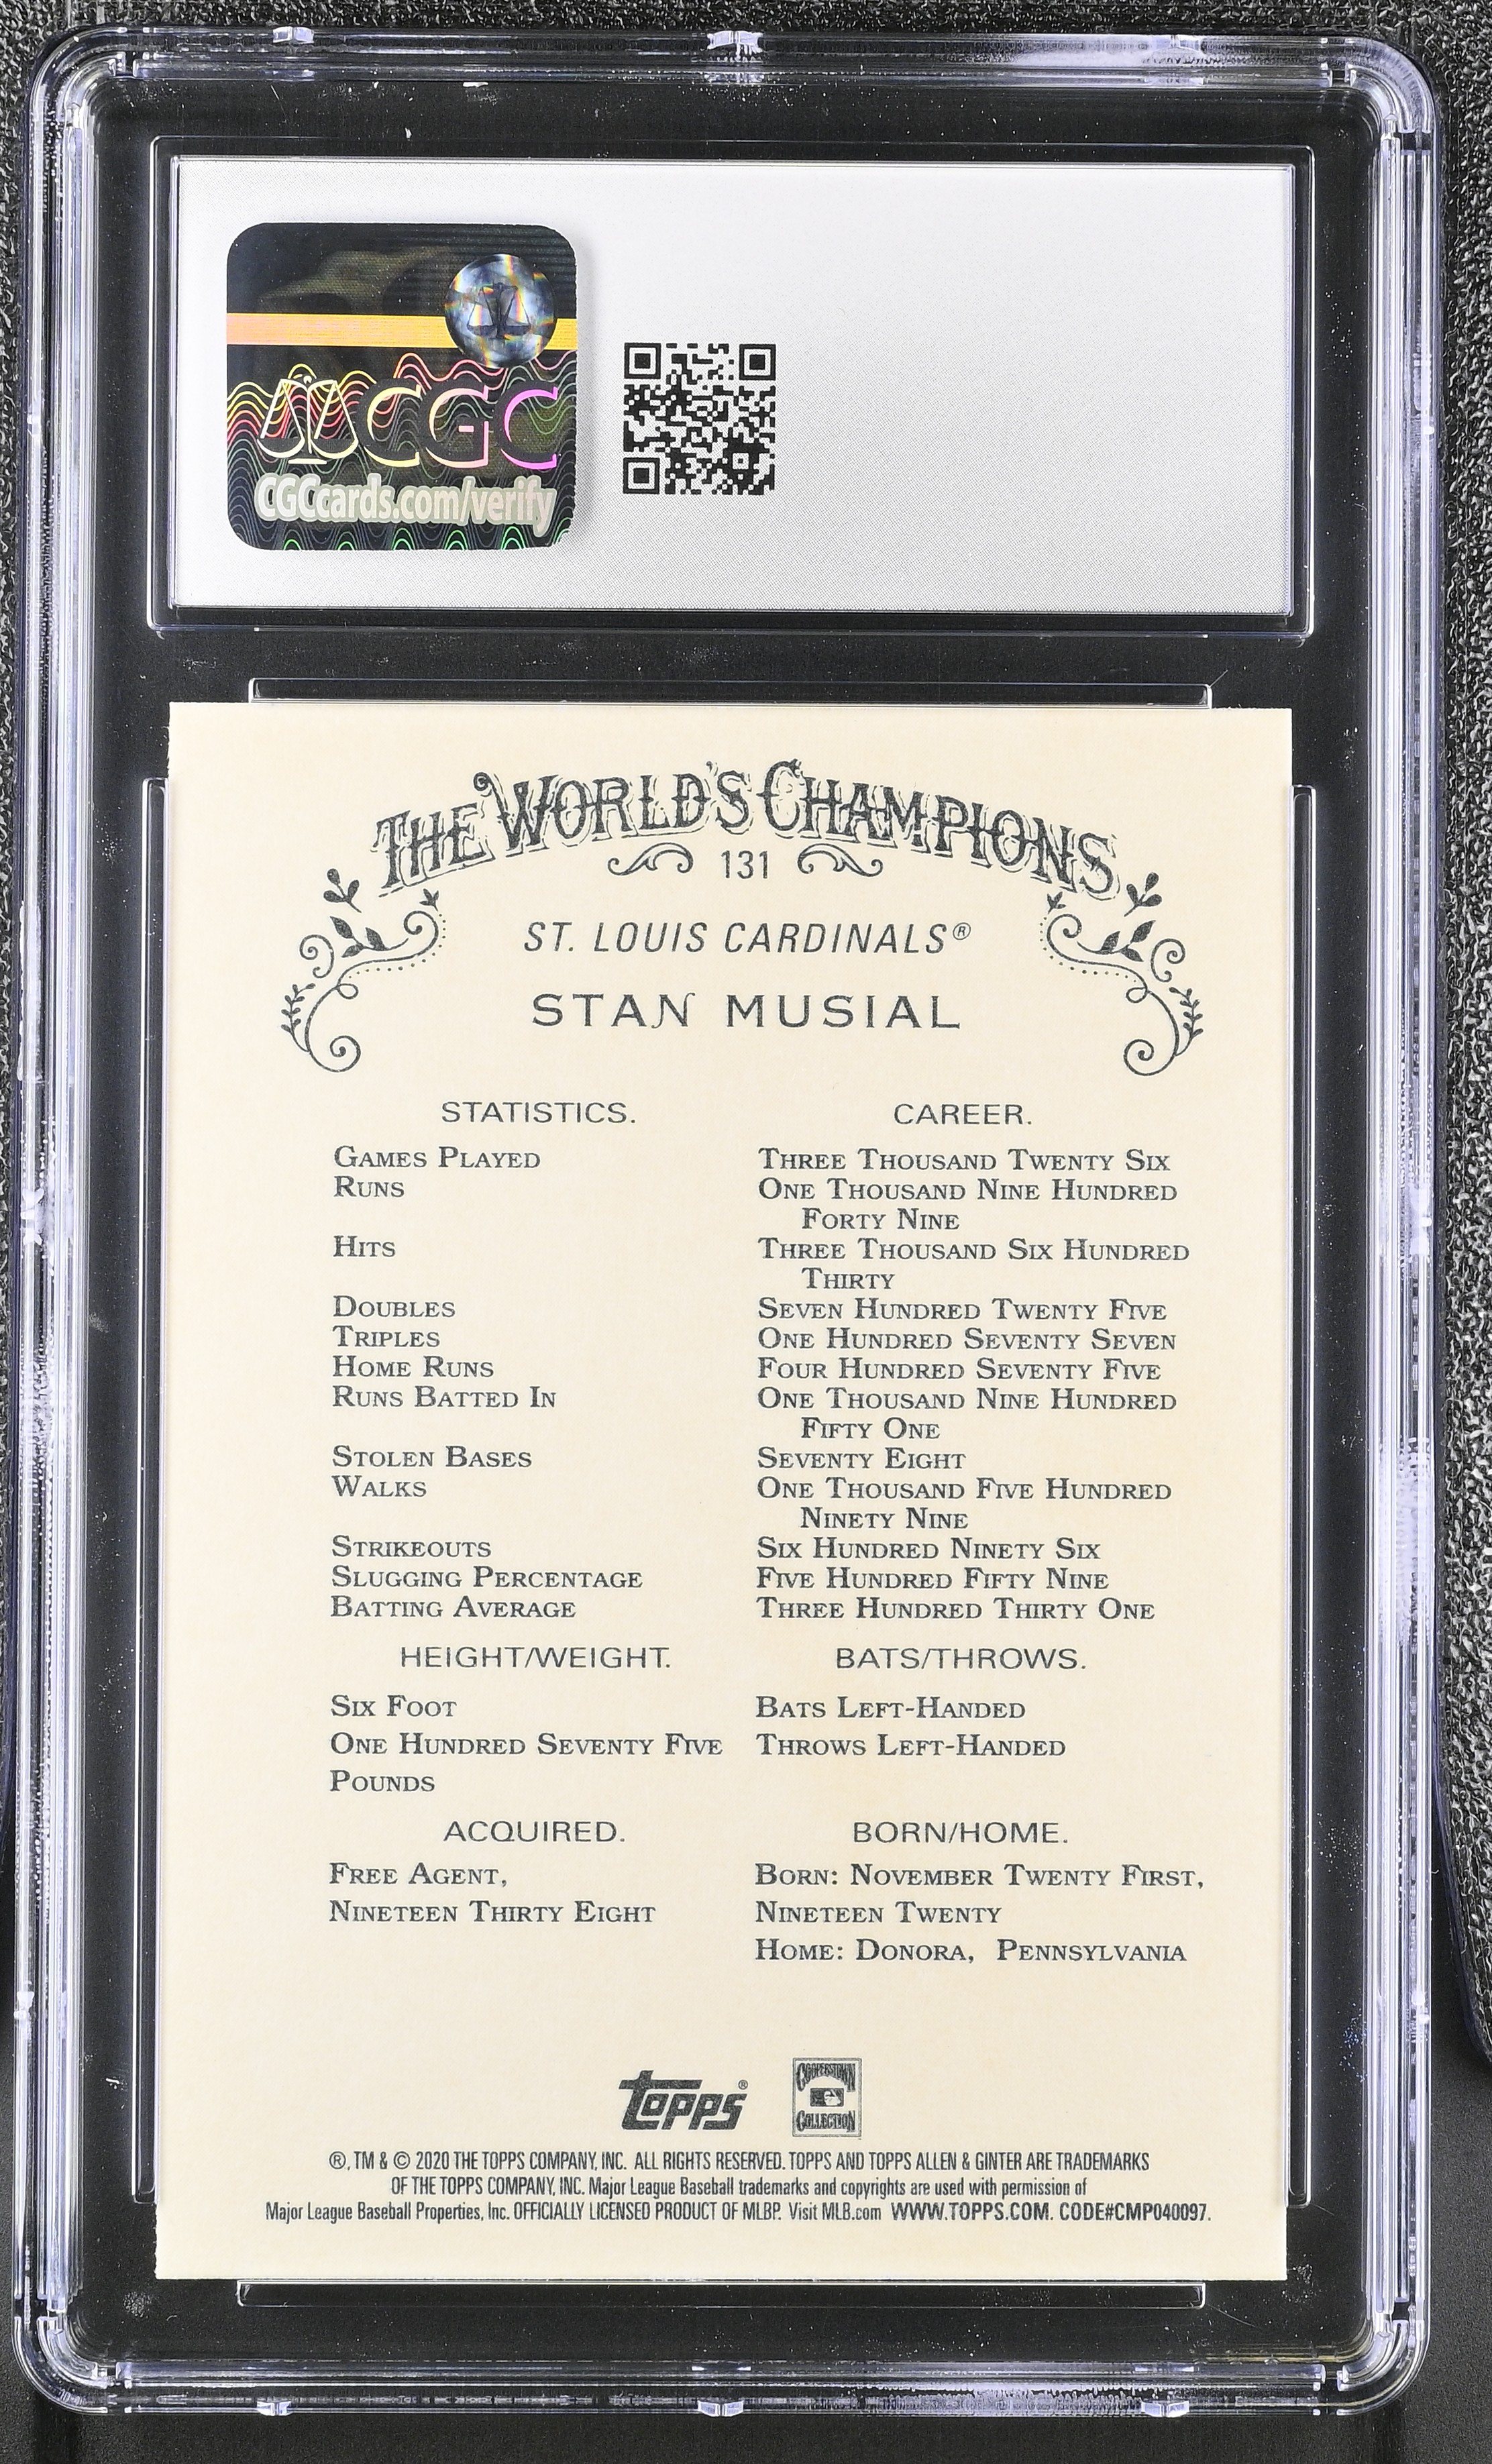 CGC
CGCcards.com/verify
THE WORLD'S CHAMPIONS
131
ST. LOUIS CARDINALS®
STAN MUSIAL
STATISTICS. CAREER.
GAMES PLAYED THREE THOUSAND TWENTY SIX
RUNS ONE THOUSAND NINE HUNDRED
FORTY NINE
HITS THREE THOUSAND SIX HUNDRED
THIRTY
DOUBLES SEVEN HUNDRED TWENTY FIVE
TRIPLES ONE HUNDRED SEVENTY SEVEN
HOME RUNS FOUR HUNDRED SEVENTY FIVE
RUNS BATTED IN ONE THOUSAND NINE HUNDRED
FIFTY ONE
STOLEN BASES SEVENTY EIGHT
WALKS ONE THOUSAND FIVE HUNDRED
NINETY NINE
STRIKEOUTS SIX HUNDRED NINETY SIX
SLUGGING PERCENTAGE FIVE HUNDRED FIFTY NINE
BATTING AVERAGE THREE HUNDRED THIRTY ONE
HEIGHT/WEIGHT. BATS/THROWS.
SIX FOOT BATS LEFT-HANDED
ONE HUNDRED SEVENTY FIVE THROWS LEFT-HANDED
POUNDS
ACQUIRED. BORN/HOME.
FREE AGENT, BORN: NOVEMBER TWENTY FIRST,
NINETEEN THIRTY EIGHT NINETEEN TWENTY
HOME: DONORA, PENNSYLVANIA
topps® COOPERSTOWN
COLLECTION
®, TM & © 2020 THE TOPPS COMPANY, INC. ALL RIGHTS RESERVED. TOPPS AND TOPPS ALLEN & GINTER ARE TRADEMARKS
OF THE TOPPS COMPANY, INC. Major League Baseball trademarks and copyrights are used with permission of
Major League Baseball Properties, Inc. OFFICIALLY LICENSED PRODUCT OF MLBP. Visit MLB.com WWW.TOPPS.COM. CODE#CMP040097.